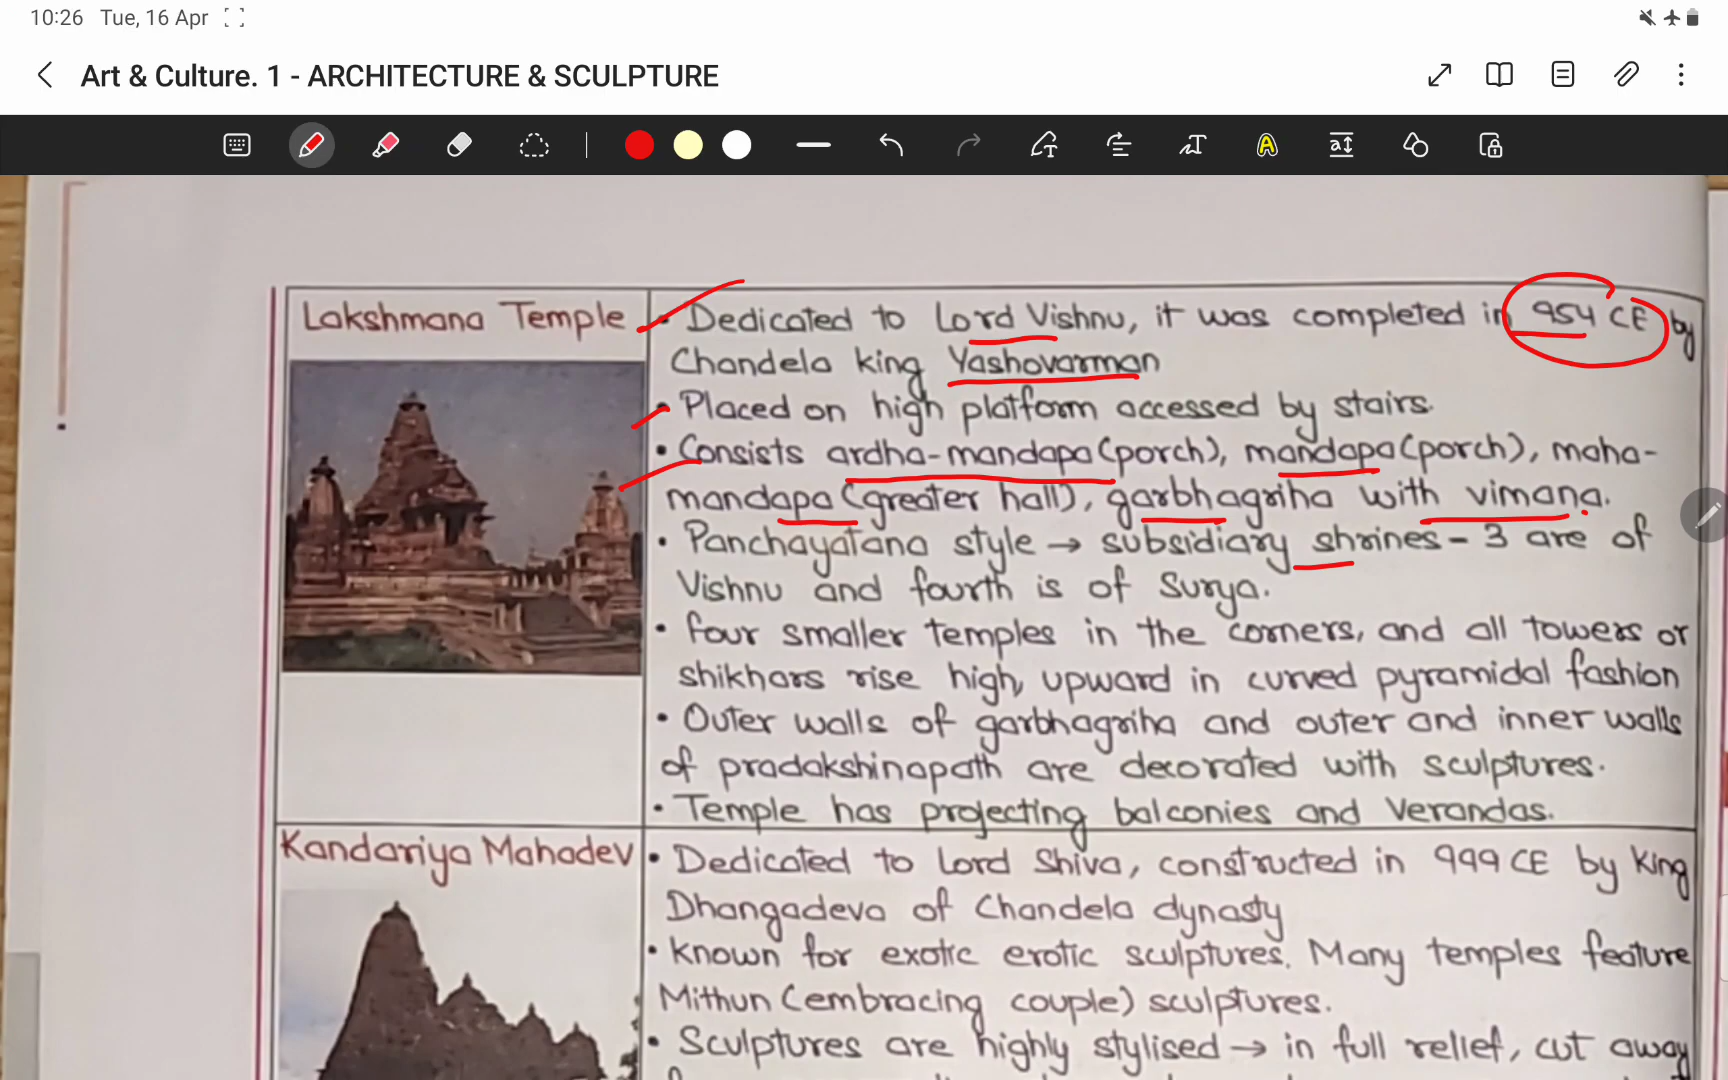 10:26 Tue, 16 Apr
Art & Culture. 1 - ARCHITECTURE & SCULPTURE
Lakshmana Temple
• Dedicated to Lord Vishnu, it was completed in 954 CE by
Chandela king Yashovarman
• Placed on high platform accessed by stairs.
• Consists ardha-mandapa (porch), mandapa (porch), maha-
mandapa (greater hall), garbhagriha with vimana.
• Panchayatana style → subsidiary shrines - 3 are of
Vishnu and fourth is of Surya.
• four smaller temples in the corners, and all towers or
shikhars rise high, upward in curved pyramidal fashion
• Outer walls of garbhagriha and outer and inner walls
of pradakshinapath are decorated with sculptures.
• Temple has projecting balconies and Verandas.
Kandariya Mahadev
• Dedicated to Lord Shiva, constructed in 999 CE by King
Dhangadeva of Chandela dynasty
• Known for exotic erotic sculptures. Many temples feature
Mithun (embracing couple) sculptures.
• Sculptures are highly stylised → in full relief, cut away